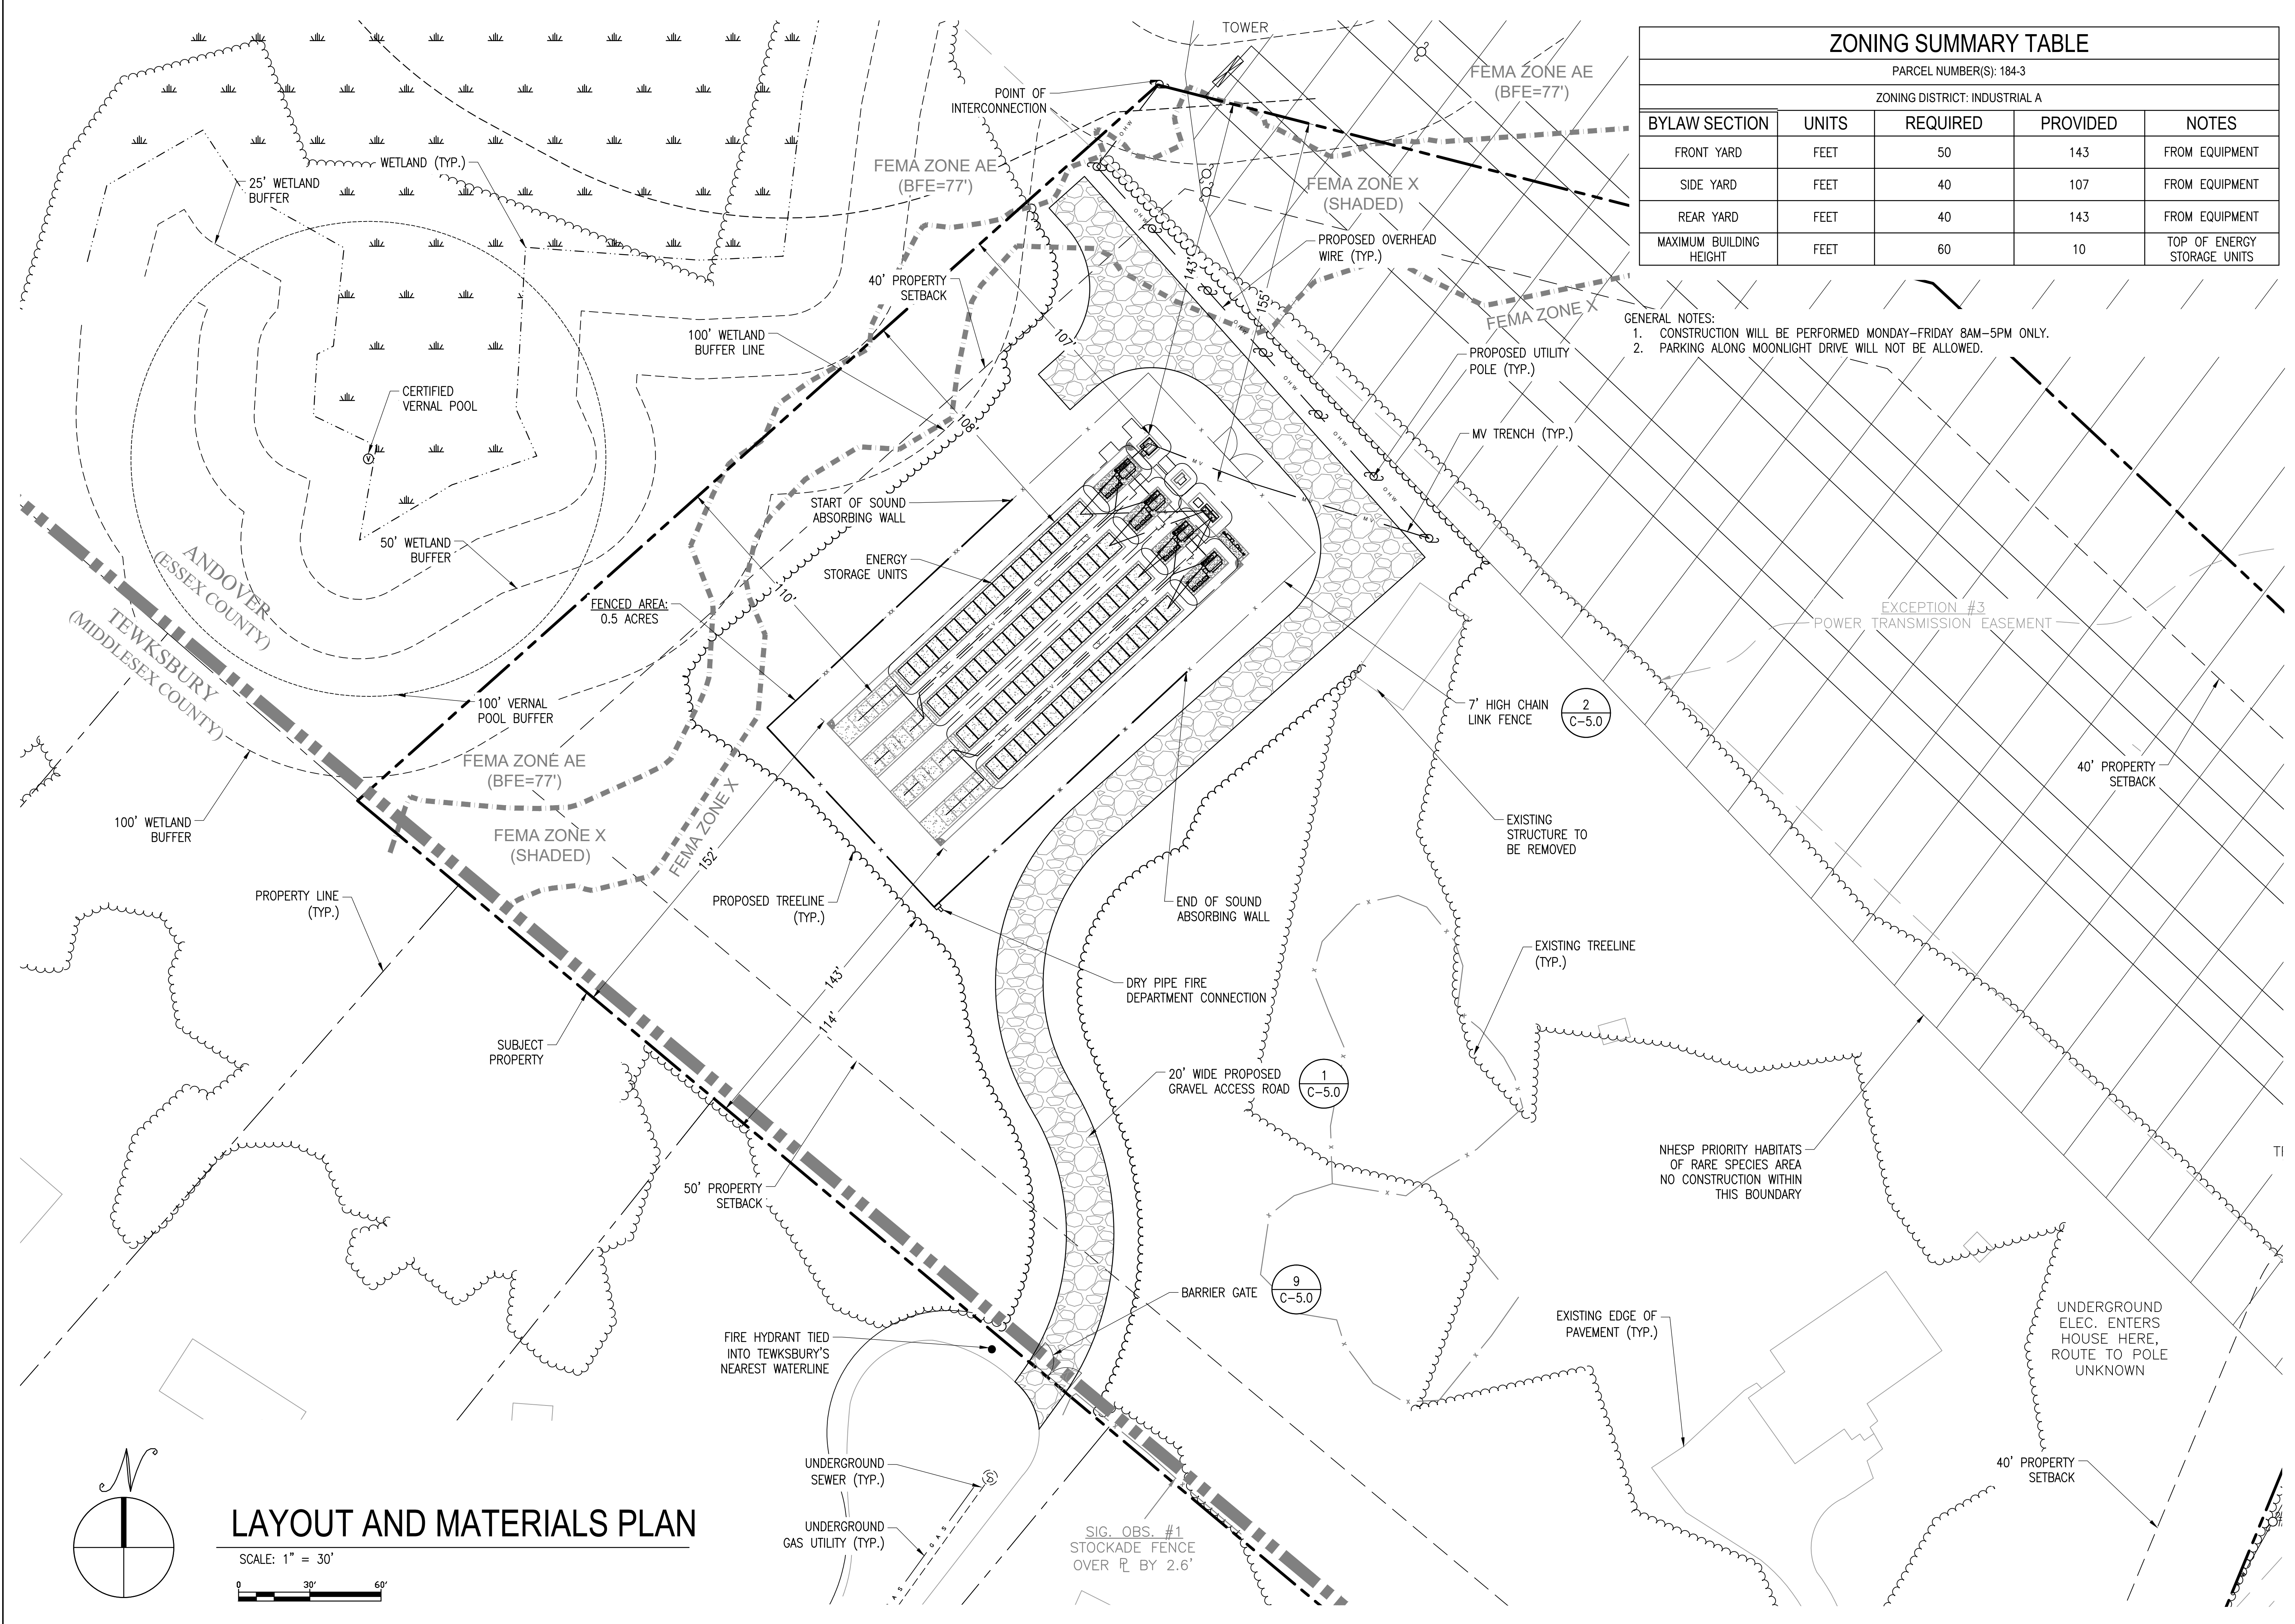 TOWER
POINT OF
INTERCONNECTION
FEMA ZONE AE
(BFE=77')
ZONING SUMMARY TABLE
PARCEL NUMBER(S): 184-3
ZONING DISTRICT: INDUSTRIAL A
BYLAW SECTION UNITS REQUIRED PROVIDED NOTES
FRONT YARD FEET 50 143 FROM EQUIPMENT
SIDE YARD FEET 40 107 FROM EQUIPMENT
REAR YARD FEET 40 143 FROM EQUIPMENT
MAXIMUM BUILDING
HEIGHT FEET 60 10 TOP OF ENERGY
STORAGE UNITS
GENERAL NOTES:
1. CONSTRUCTION WILL BE PERFORMED MONDAY-FRIDAY 8AM-5PM ONLY.
2. PARKING ALONG MOONLIGHT DRIVE WILL NOT BE ALLOWED.
WETLAND (TYP.)
25' WETLAND
BUFFER
FEMA ZONE AE
(BFE=77')
FEMA ZONE X
(SHADED)
PROPOSED OVERHEAD
WIRE (TYP.)
40' PROPERTY
SETBACK
143'
155'
107'
108'
FEMA ZONE X
100' WETLAND
BUFFER LINE
PROPOSED UTILITY
POLE (TYP.)
OHW
OHW
OHW
OHW
OHW
OHW
CERTIFIED
VERNAL POOL
V
MV TRENCH (TYP.)
MV
START OF SOUND
ABSORBING WALL
50' WETLAND
BUFFER
ENERGY
STORAGE UNITS
110'
FENCED AREA:
0.5 ACRES
ANDOVER
(ESSEX COUNTY)
TEWKSBURY
(MIDDLESEX COUNTY)
EXCEPTION #3
POWER TRANSMISSION EASEMENT
100' VERNAL
POOL BUFFER
7' HIGH CHAIN
LINK FENCE
2
C-5.0
FEMA ZONE AE
(BFE=77')
40' PROPERTY
SETBACK
100' WETLAND
BUFFER
FEMA ZONE X
(SHADED)
FEMA ZONE X
152'
EXISTING
STRUCTURE TO
BE REMOVED
PROPERTY LINE
(TYP.)
PROPOSED TREELINE
(TYP.)
END OF SOUND
ABSORBING WALL
EXISTING TREELINE
(TYP.)
143'
114'
DRY PIPE FIRE
DEPARTMENT CONNECTION
SUBJECT
PROPERTY
20' WIDE PROPOSED
GRAVEL ACCESS ROAD
1
C-5.0
NHESP PRIORITY HABITATS
OF RARE SPECIES AREA
NO CONSTRUCTION WITHIN
THIS BOUNDARY
50' PROPERTY
SETBACK
BARRIER GATE
9
C-5.0
FIRE HYDRANT TIED
INTO TEWKSBURY'S
NEAREST WATERLINE
EXISTING EDGE OF
PAVEMENT (TYP.)
UNDERGROUND
ELEC. ENTERS
HOUSE HERE,
ROUTE TO POLE
UNKNOWN
UNDERGROUND
SEWER (TYP.)
S
40' PROPERTY
SETBACK
UNDERGROUND
GAS UTILITY (TYP.)
GAS
SIG. OBS. #1
STOCKADE FENCE
OVER PL BY 2.6'
N
LAYOUT AND MATERIALS PLAN
SCALE: 1" = 30'
0 30' 60'